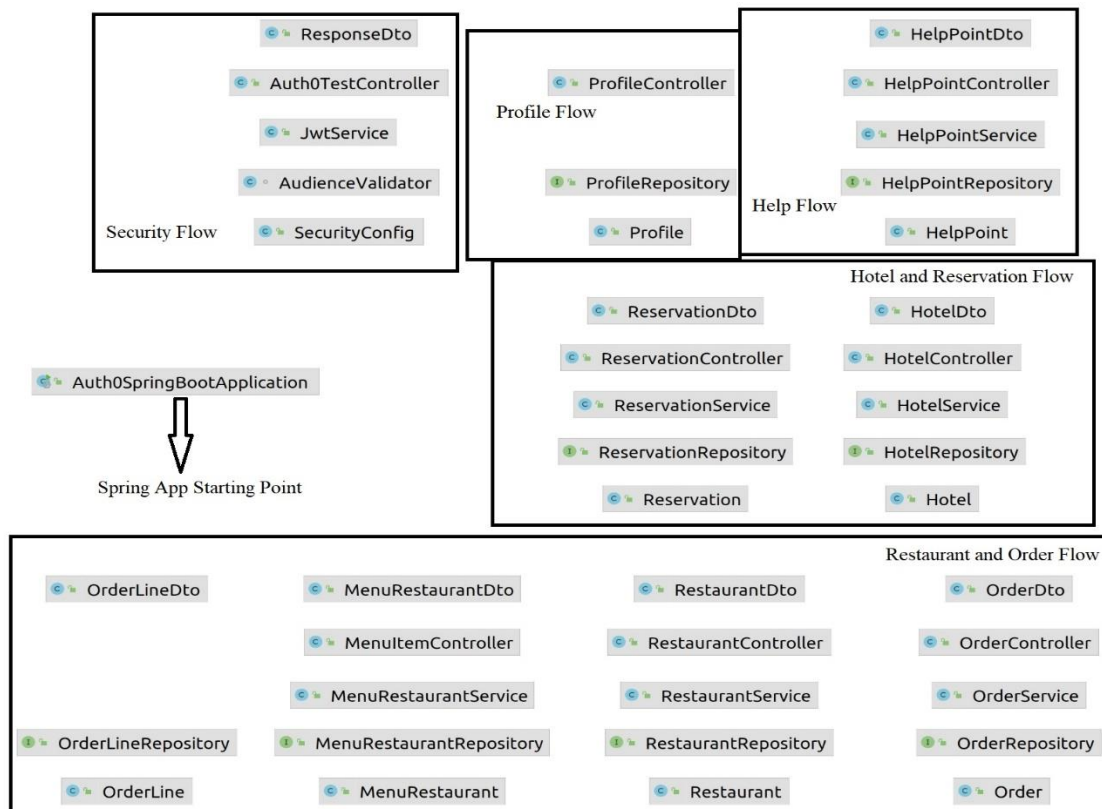 ResponseDto
Auth0TestController
JwtService
AudienceValidator
SecurityConfig
Security Flow
ProfileController
Profile Flow
ProfileRepository
Profile
HelpPointDto
HelpPointController
HelpPointService
HelpPointRepository
Help Flow
HelpPoint
Hotel and Reservation Flow
ReservationDto
HotelDto
ReservationController
HotelController
ReservationService
HotelService
ReservationRepository
HotelRepository
Reservation
Hotel
Auth0SpringBootApplication
Spring App Starting Point
Restaurant and Order Flow
OrderLineDto
MenuRestaurantDto
RestaurantDto
OrderDto
MenuItemController
RestaurantController
OrderController
MenuRestaurantService
RestaurantService
OrderService
OrderLineRepository
MenuRestaurantRepository
RestaurantRepository
OrderRepository
OrderLine
MenuRestaurant
Restaurant
Order